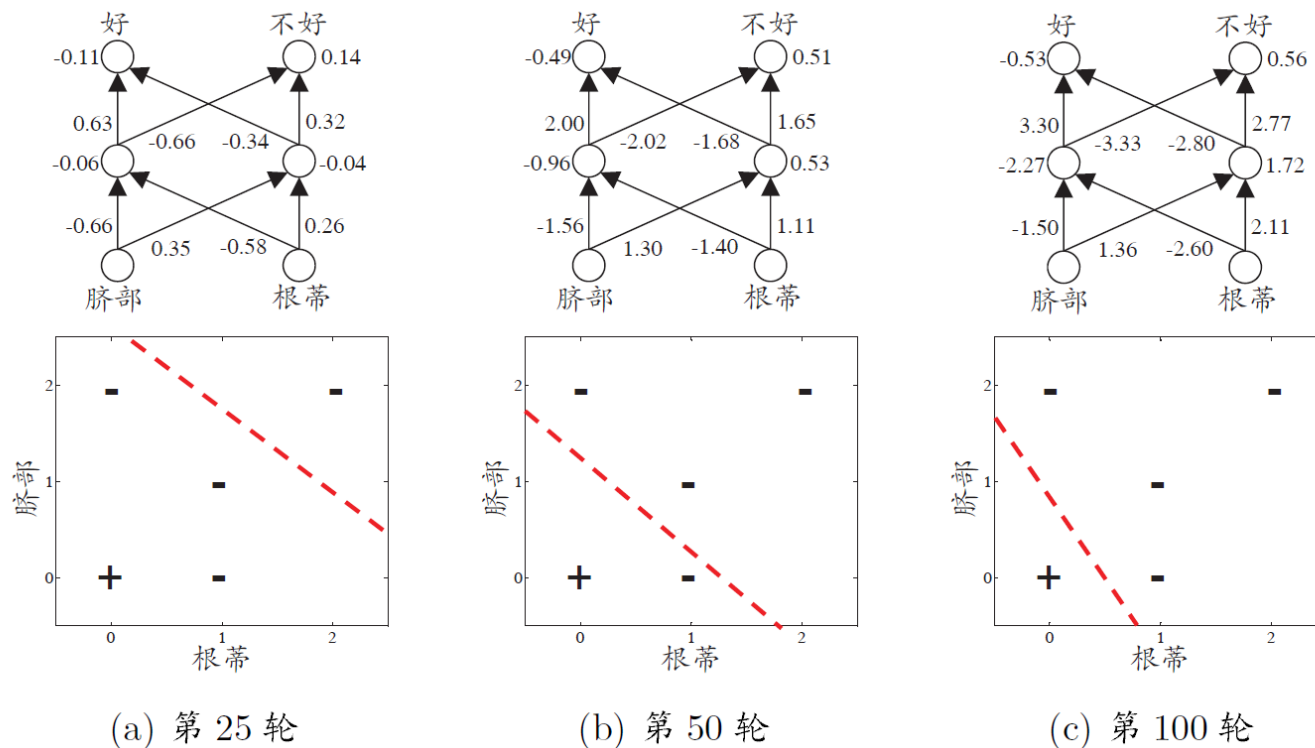 好 不好
-0.11 0.14
0.63 -0.66 -0.34 0.32
-0.06 -0.04
-0.66 0.35 -0.58 0.26
脐部 根蒂
好 不好
-0.49 0.51
2.00 -2.02 -1.68 1.65
-0.96 0.53
-1.56 1.30 -1.40 1.11
脐部 根蒂
好 不好
-0.53 0.56
3.30 -3.33 -2.80 2.77
-2.27 1.72
-1.50 1.36 -2.60 2.11
脐部 根蒂
2
1
0
脐部
0 1 2
根蒂
2
1
0
脐部
0 1 2
根蒂
2
1
0
脐部
0 1 2
根蒂
(a) 第 25 轮
(b) 第 50 轮
(c) 第 100 轮